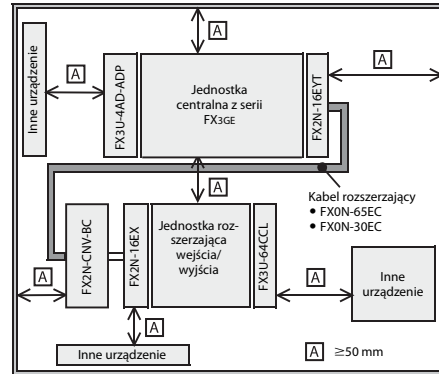 A
Inne urządzenie
A
FX3U-4AD-ADP
Jednostka
centralna z serii
FX3GE
FX2N-16EYT
A
A
Kabel rozszerzający
• FX0N-65EC
• FX0N-30EC
FX2N-CNV-BC
FX2N-16EX
Jednostka roz-
szerzająca
wejścia/
wyjścia
FX3U-64CCL
A
A
Inne
urządzenie
A
Inne urządzenie
A ≥50 mm